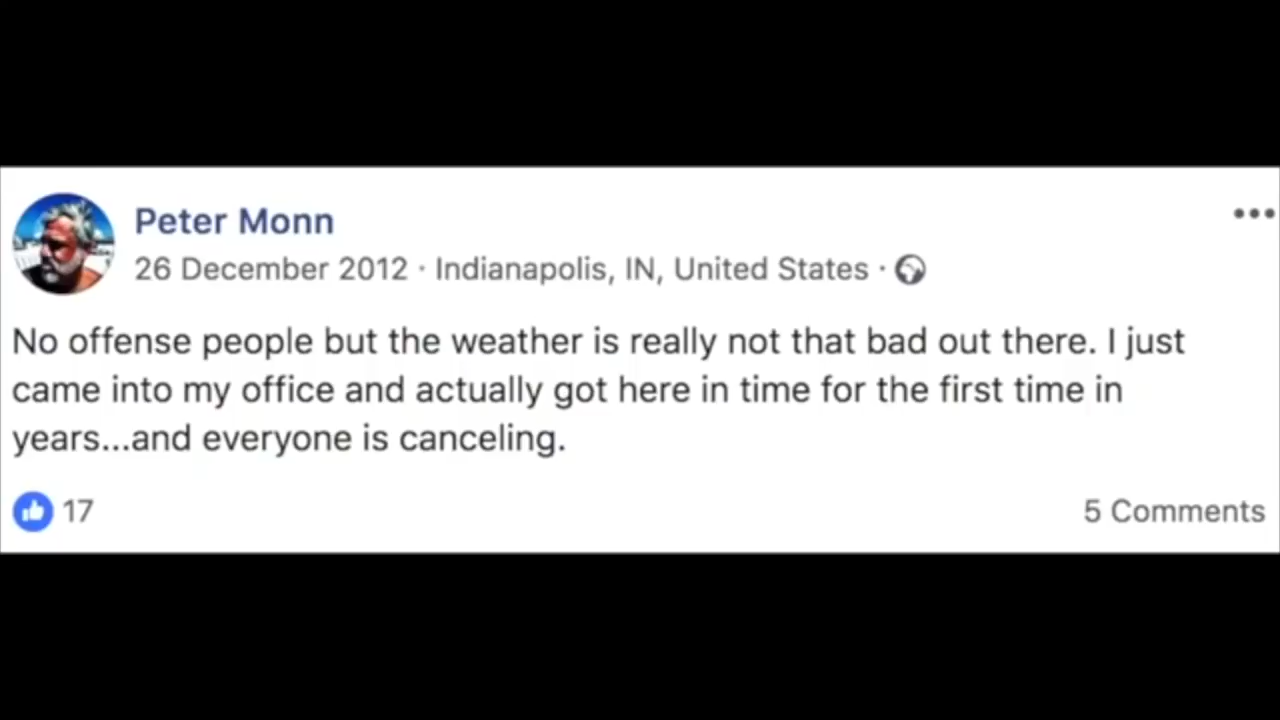 Peter Monn
26 December 2012 · Indianapolis, IN, United States ·
No offense people but the weather is really not that bad out there. I just
came into my office and actually got here in time for the first time in
years...and everyone is canceling.
17
5 Comments